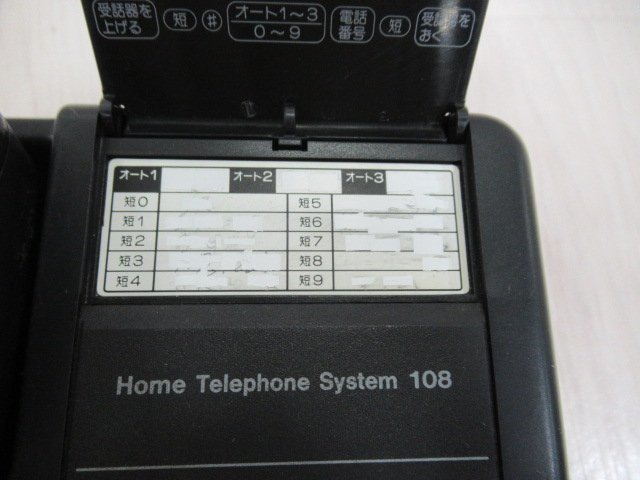 受話器を
上げる
短
#
オート1~3
0~9
電話
番号
短
受話器を
おく
オート1 オート2 オート3
短0 短5
短1 短6
短2 短7
短3 短8
短4 短9
Home Telephone System 108